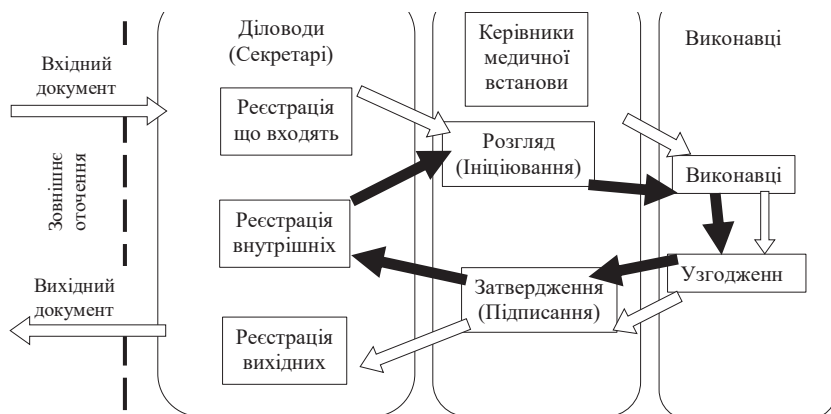 Вхідний
документ
Зовнішнє
оточення
Вихідний
документ
Діловоди
(Секретарі)
Реєстрація
що входять
Реєстрація
внутрішніх
Реєстрація
вихідних
Керівники
медичної
встанови
Розгляд
(Ініціювання)
Затвердження
(Підписання)
Виконавці
Виконавці
Узгодженн